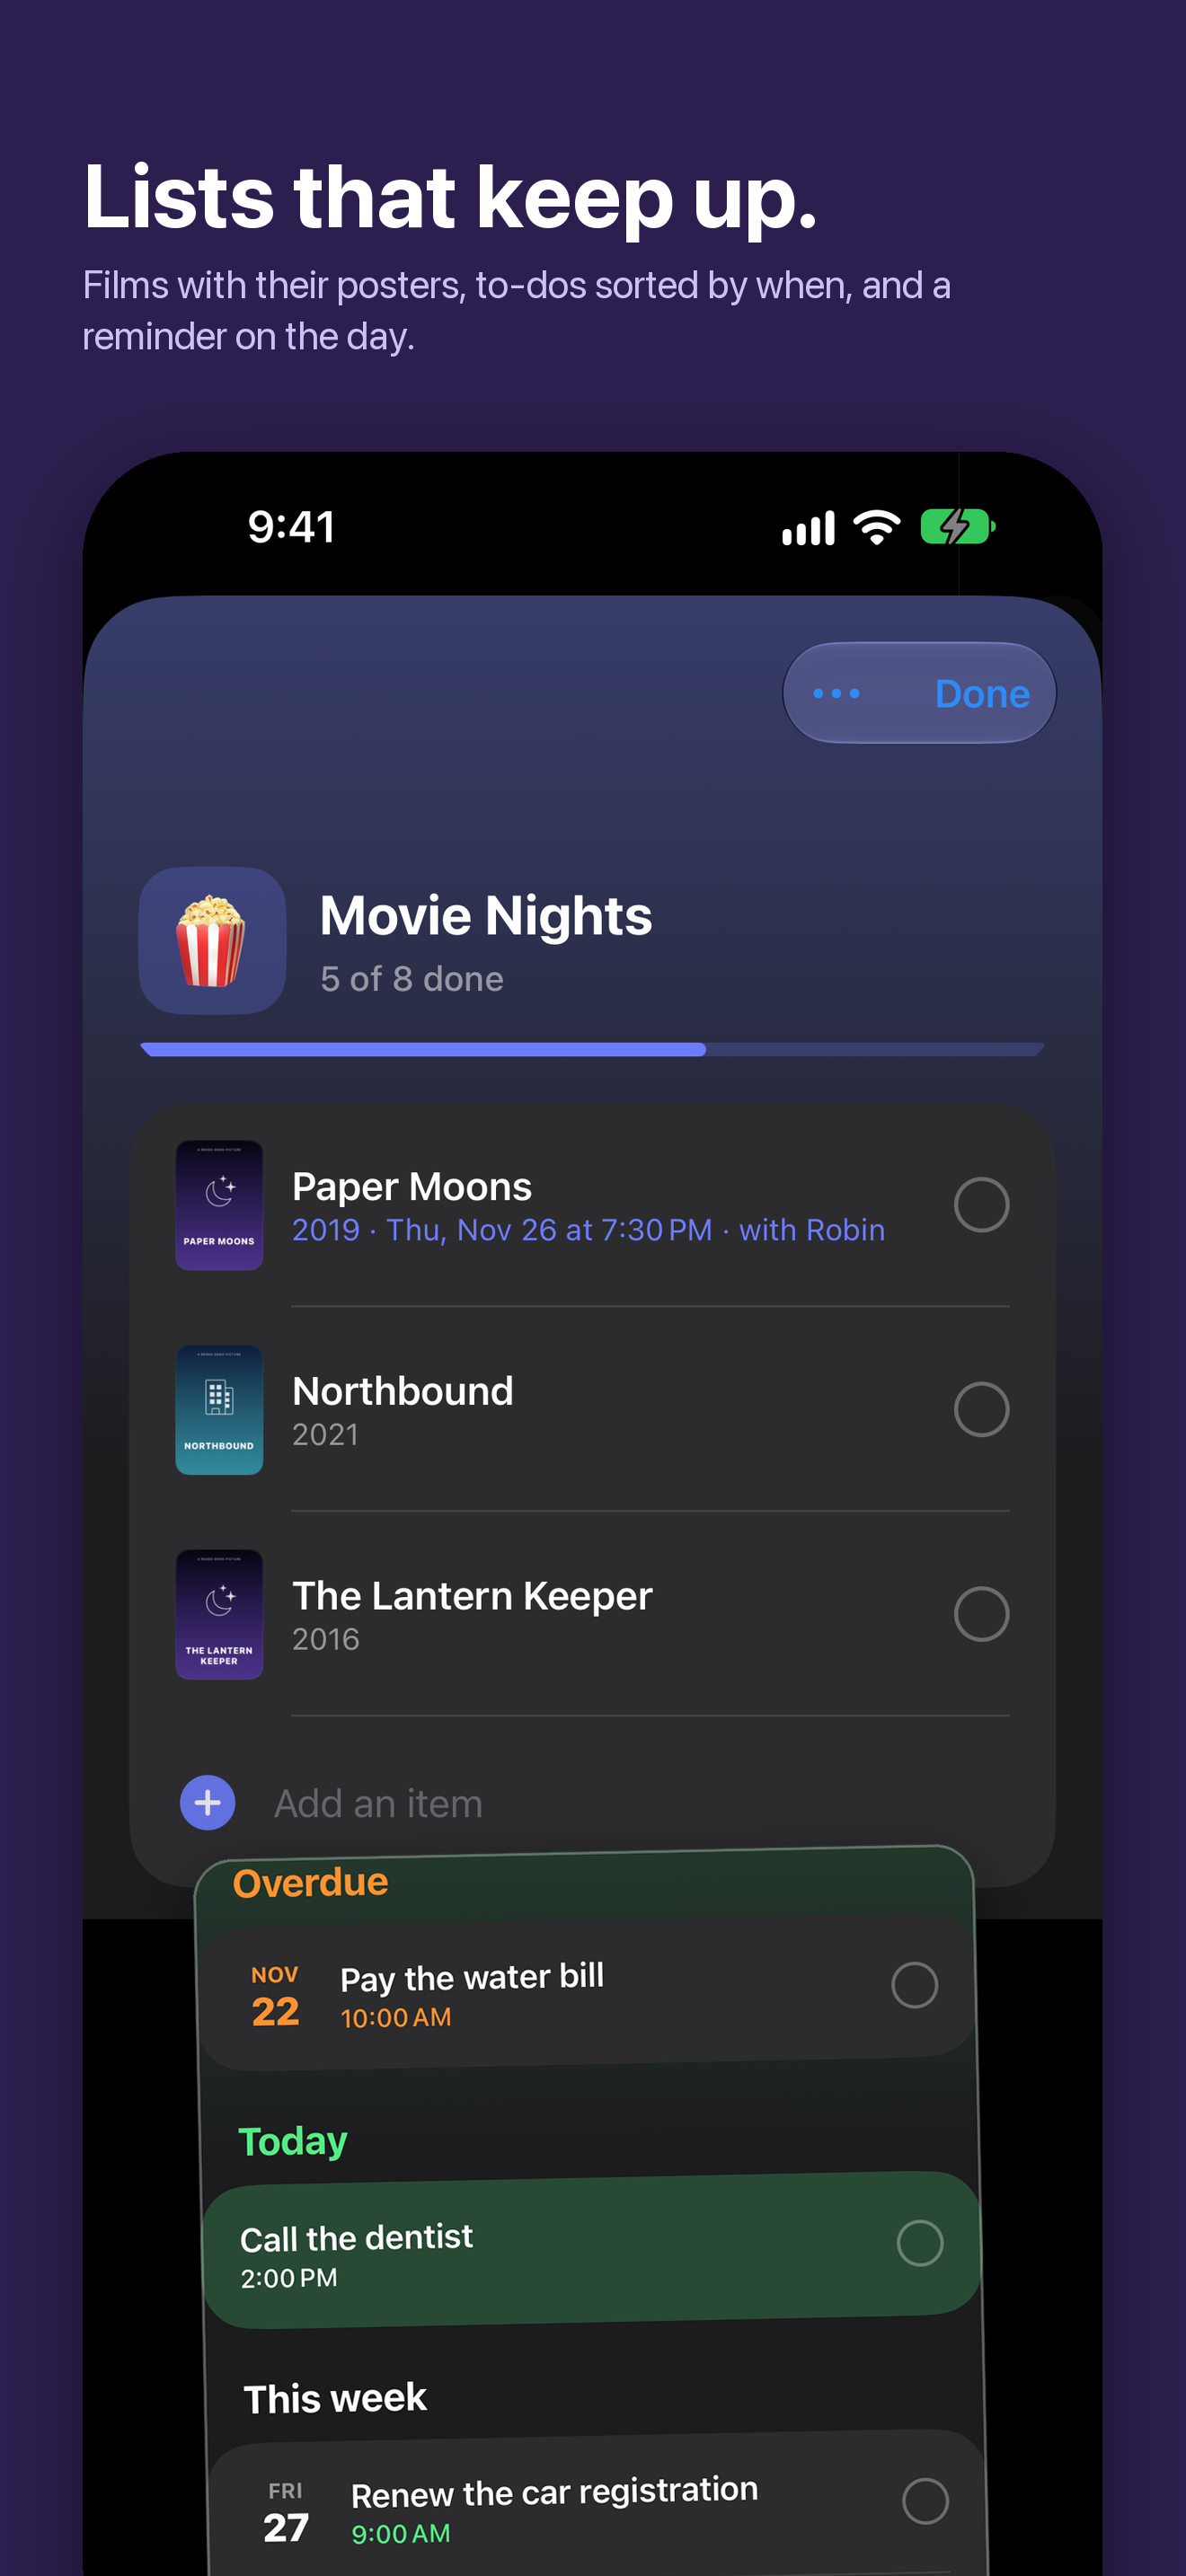 Lists that keep up.
Films with their posters, to-dos sorted by when, and a
reminder on the day.
9:41
Done
Movie Nights
5 of 8 done
PAPER MOONS
Paper Moons
2019 · Thu, Nov 26 at 7:30 PM · with Robin
NORTHBOUND
Northbound
2021
THE LANTERN
KEEPER
The Lantern Keeper
2016
Add an item
Overdue
NOV
22
Pay the water bill
10:00 AM
Today
Call the dentist
2:00 PM
This week
FRI
27
Renew the car registration
9:00 AM